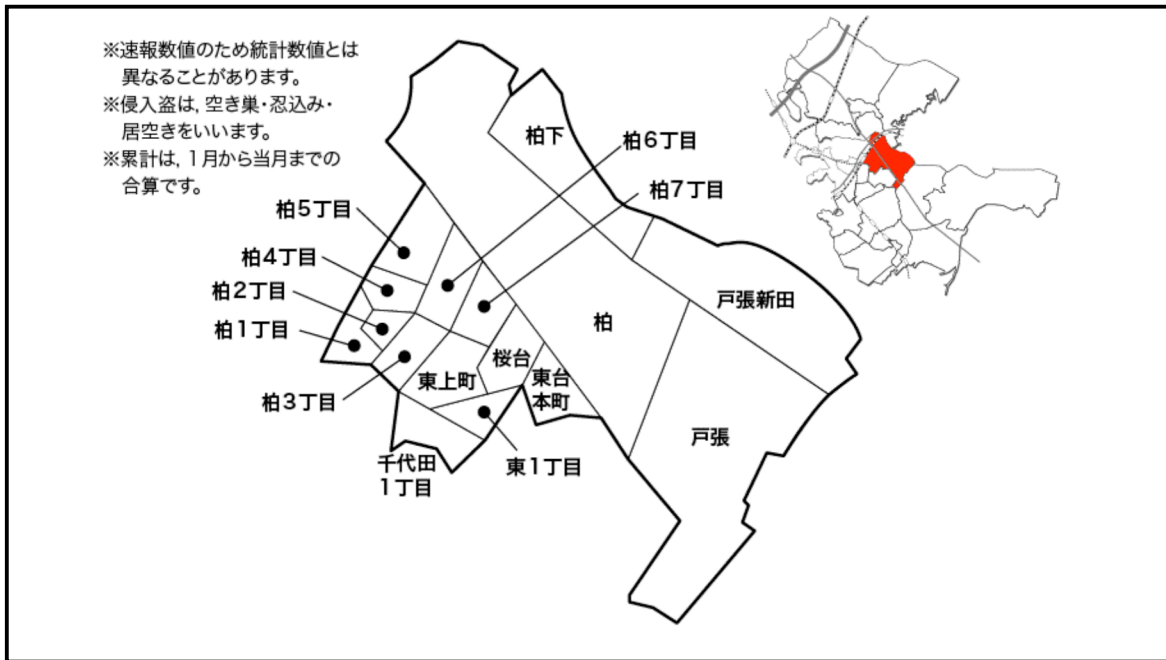 ※速報数値のため統計数値とは
異なることがあります。
※侵入盗は, 空き巣・忍込み・
居空きをいいます。
※累計は, 1月から当月までの
合算です。
柏下
柏6丁目
柏7丁目
柏5丁目
柏4丁目
柏2丁目
柏1丁目
柏3丁目
戸張新田
柏
桜台
東上町
東台
本町
戸張
千代田
1丁目
東1丁目